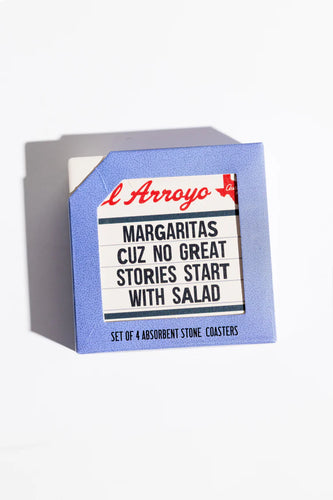 l Arroyo
MARGARITAS
CUZ NO GREAT
STORIES START
WITH SALAD
SET OF 4 ABSORBENT STONE COASTERS